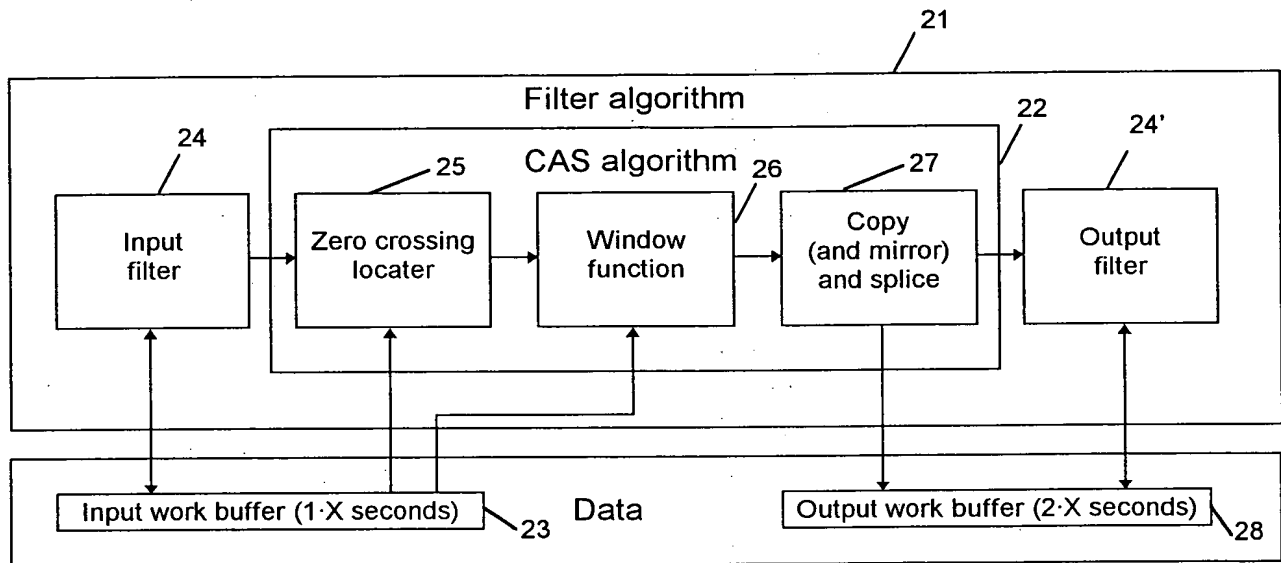 21
Filter algorithm
22
24'
24
CAS algorithm
25
26
27
Input
filter
Zero crossing
locater
Window
function
Copy
(and mirror)
and splice
Output
filter
Input work buffer (1·X seconds)
23
Data
Output work buffer (2·X seconds)
28